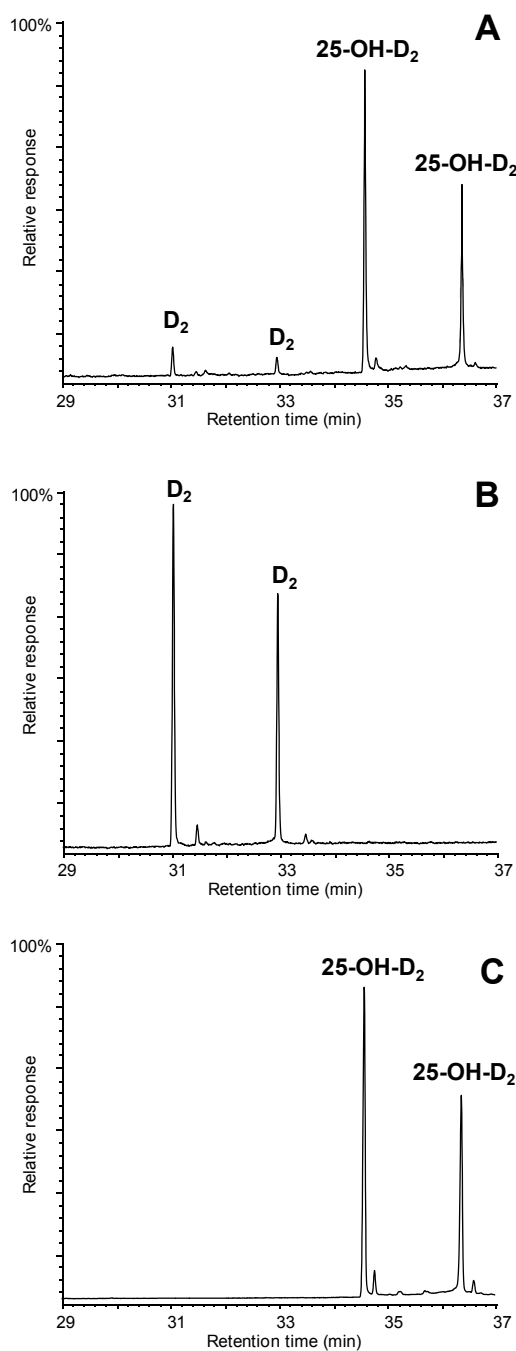 A
100%
25-OH-D₂
25-OH-D₂
D₂
D₂
Relative response
29 31 33 35 37
Retention time (min)
B
100%
D₂
D₂
Relative response
29 31 33 35 37
Retention time (min)
C
100%
25-OH-D₂
25-OH-D₂
Relative response
29 31 33 35 37
Retention time (min)